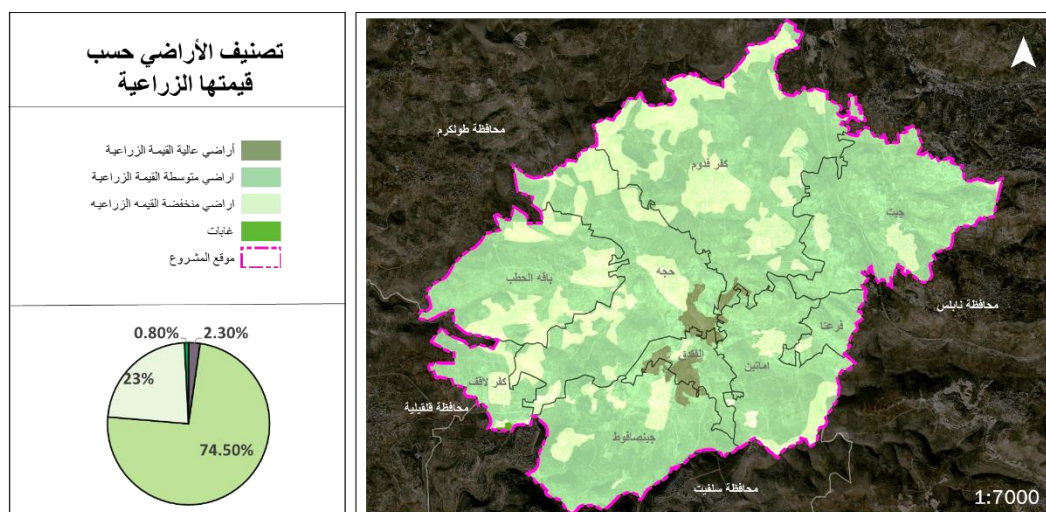 تصنيف الأراضي حسب
قيمتها الزراعية
أراضي عالية القيمة الزراعية
اراضي متوسطة القيمة الزراعية
اراضي منخفضة القيمه الزراعيه
غابات
موقع المشروع
0.80%
2.30%
23%
74.50%
محافظة طولكرم
كفر قدوم
جيت
حجه
باقه الحطب
محافظة نابلس
فرعتا
الفندق
اماتين
كفر لاقف
محافظة قلقيلية
جينصافوط
محافظة سلفيت
1:7000